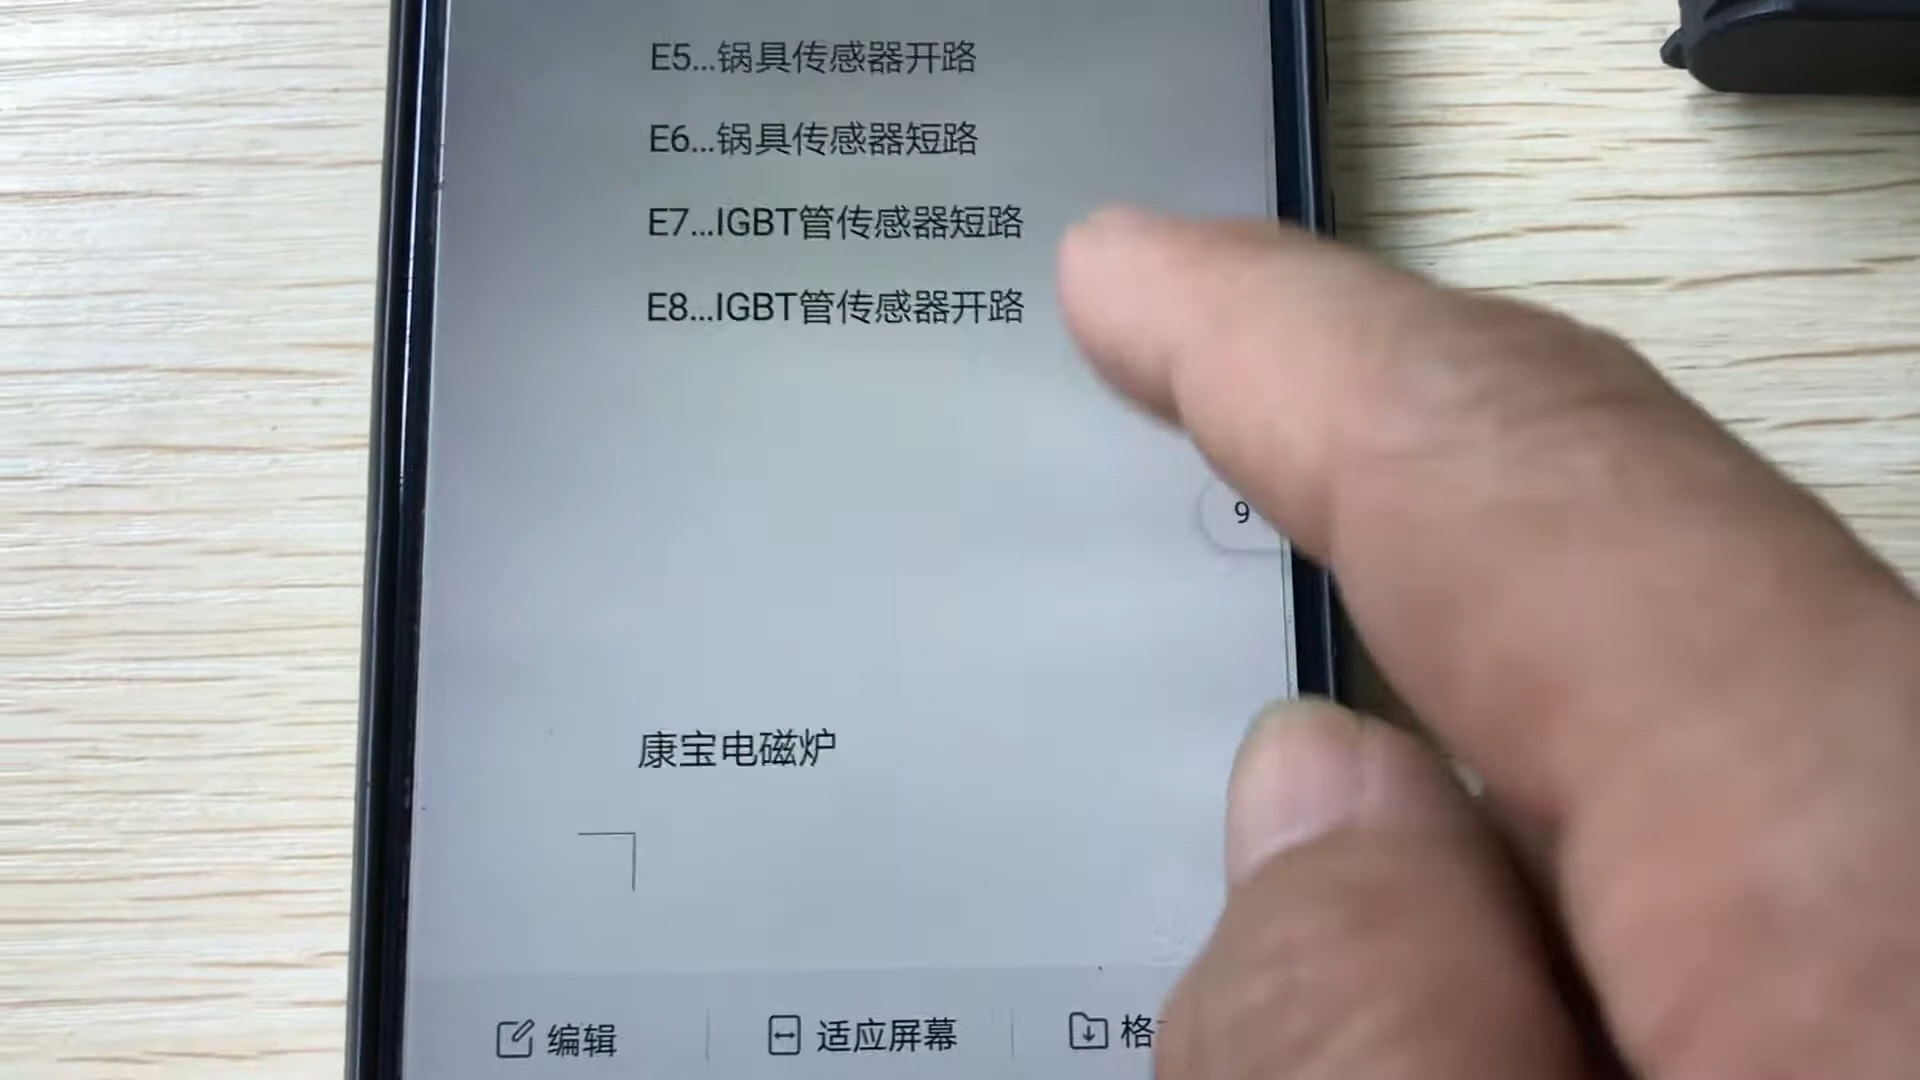 E5...锅具传感器开路
E6...锅具传感器短路
E7...IGBT管传感器短路
E8...IGBT管传感器开路
9
康宝电磁炉
编辑
适应屏幕
格